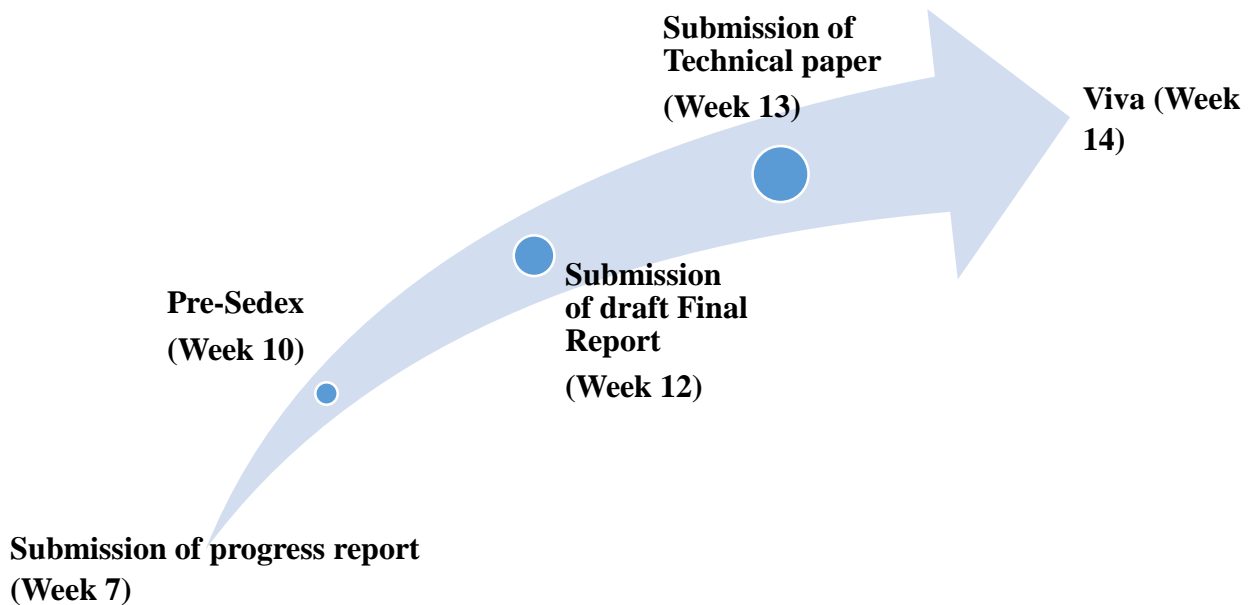 Submission of
Technical paper
(Week 13)
Viva (Week
14)
Pre-Sedex
(Week 10)
Submission
of draft Final
Report
(Week 12)
Submission of progress report
(Week 7)